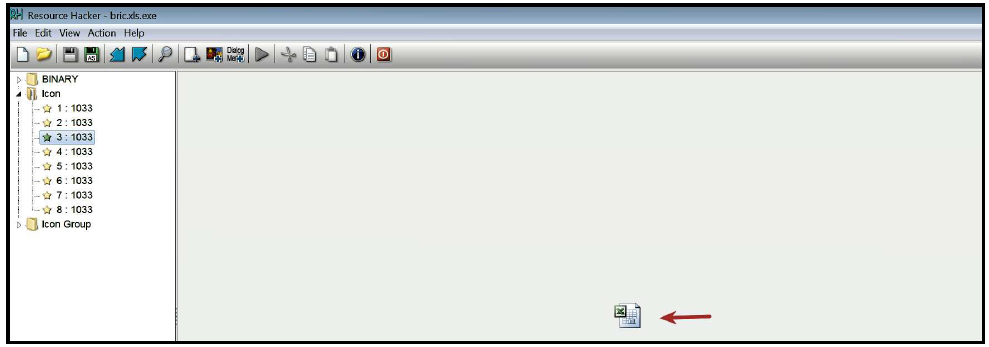 Resource Hacker - bric.xls.exe
File Edit View Action Help
Dialog
Menu
BINARY
Icon
1 : 1033
2 : 1033
3 : 1033
4 : 1033
5 : 1033
6 : 1033
7 : 1033
8 : 1033
Icon Group